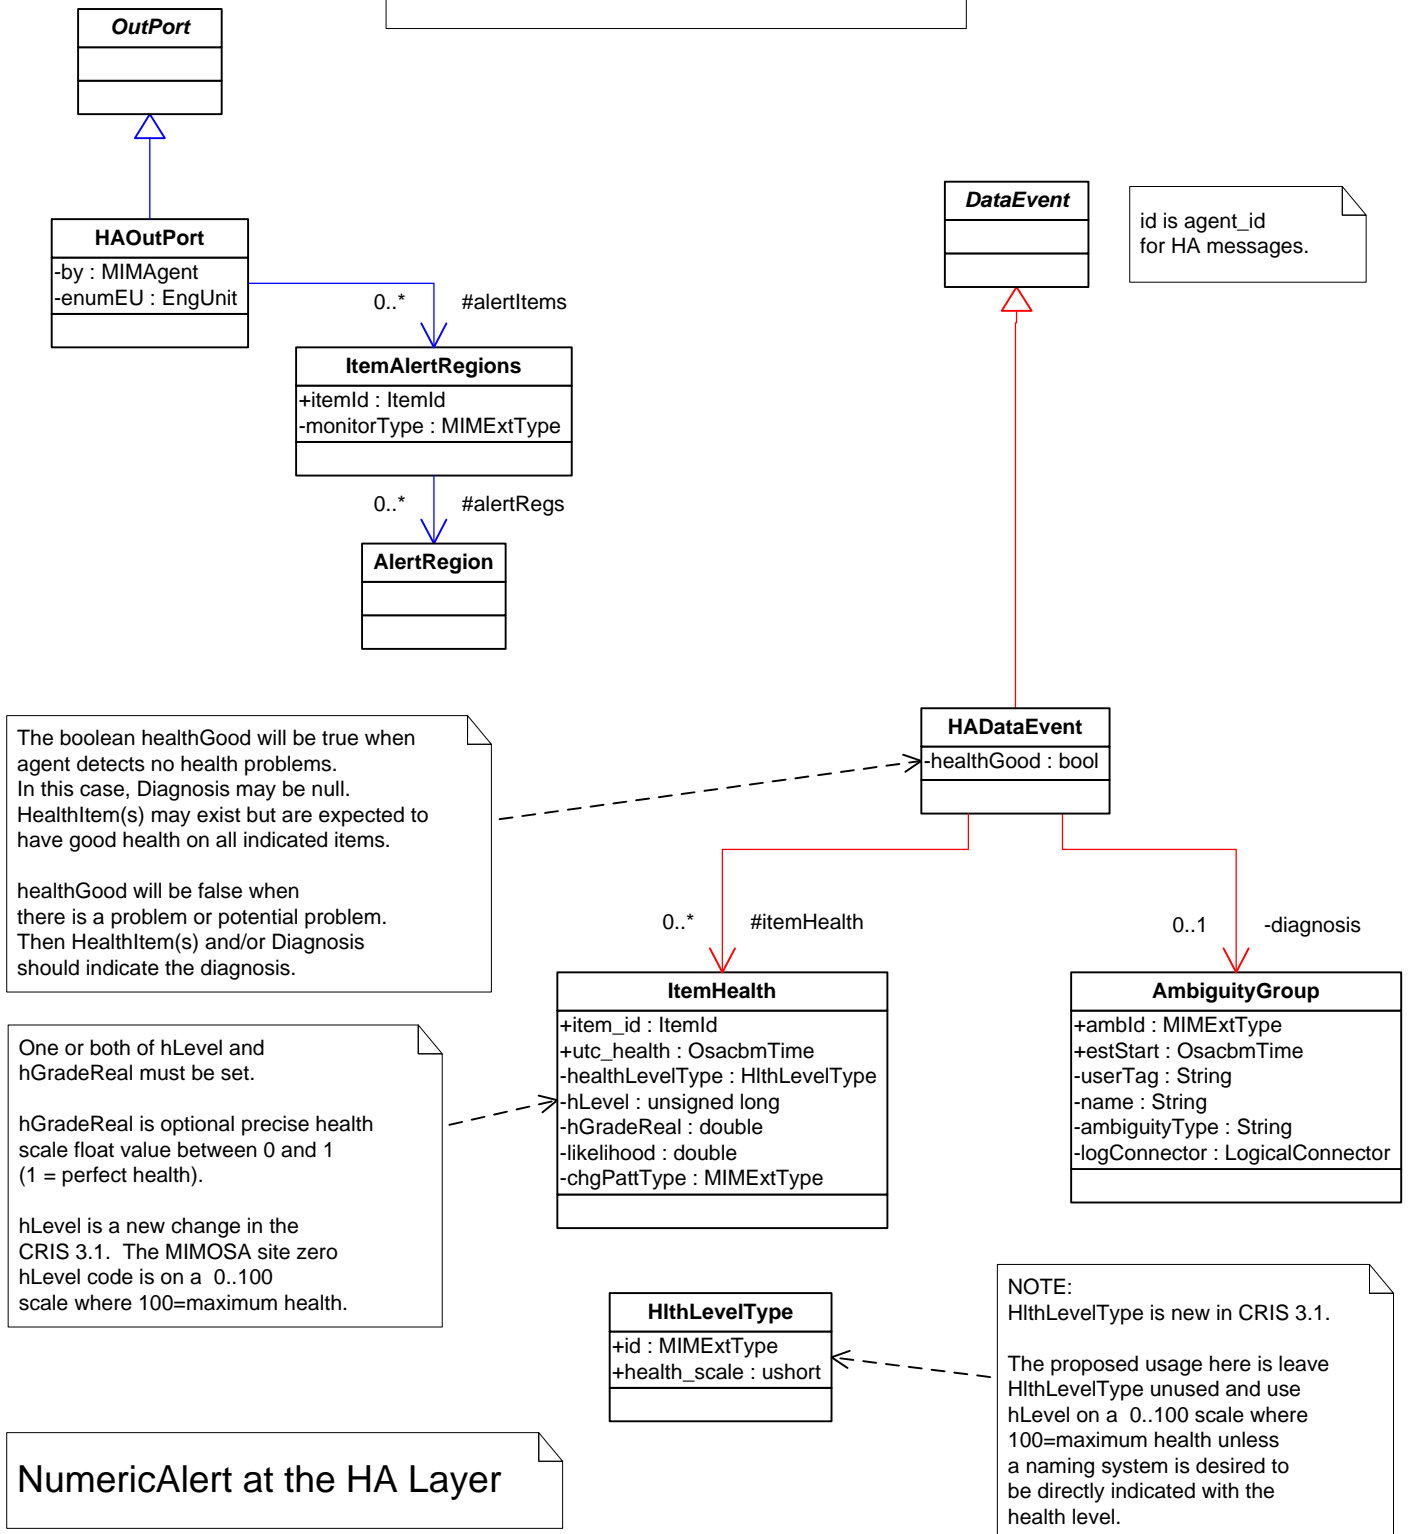 OutPort
HAOutPort
-by : MIMAgent
-enumEU : EngUnit
0..*
#alertItems
ItemAlertRegions
+itemId : ItemId
-monitorType : MIMExtType
0..*
#alertRegs
AlertRegion
DataEvent
id is agent_id
for HA messages.
The boolean healthGood will be true when
agent detects no health problems.
In this case, Diagnosis may be null.
HealthItem(s) may exist but are expected to
have good health on all indicated items.
healthGood will be false when
there is a problem or potential problem.
Then HealthItem(s) and/or Diagnosis
should indicate the diagnosis.
HADataEvent
-healthGood : bool
0..*
#itemHealth
0..1
-diagnosis
ItemHealth
+item_id : ItemId
+utc_health : OsacbmTime
-healthLevelType : HlthLevelType
-hLevel : unsigned long
-hGradeReal : double
-likelihood : double
-chgPattType : MIMExtType
AmbiguityGroup
+ambId : MIMExtType
+estStart : OsacbmTime
-userTag : String
-name : String
-ambiguityType : String
-logConnector : LogicalConnector
One or both of hLevel and
hGradeReal must be set.
hGradeReal is optional precise health
scale float value between 0 and 1
(1 = perfect health).
hLevel is a new change in the
CRIS 3.1.  The MIMOSA site zero
hLevel code is on a  0..100
scale where 100=maximum health.
HlthLevelType
+id : MIMExtType
+health_scale : ushort
NOTE:
HlthLevelType is new in CRIS 3.1.
The proposed usage here is leave
HlthLevelType unused and use
hLevel on a  0..100 scale where
100=maximum health unless
a naming system is desired to
be directly indicated with the
health level.
NumericAlert at the HA Layer